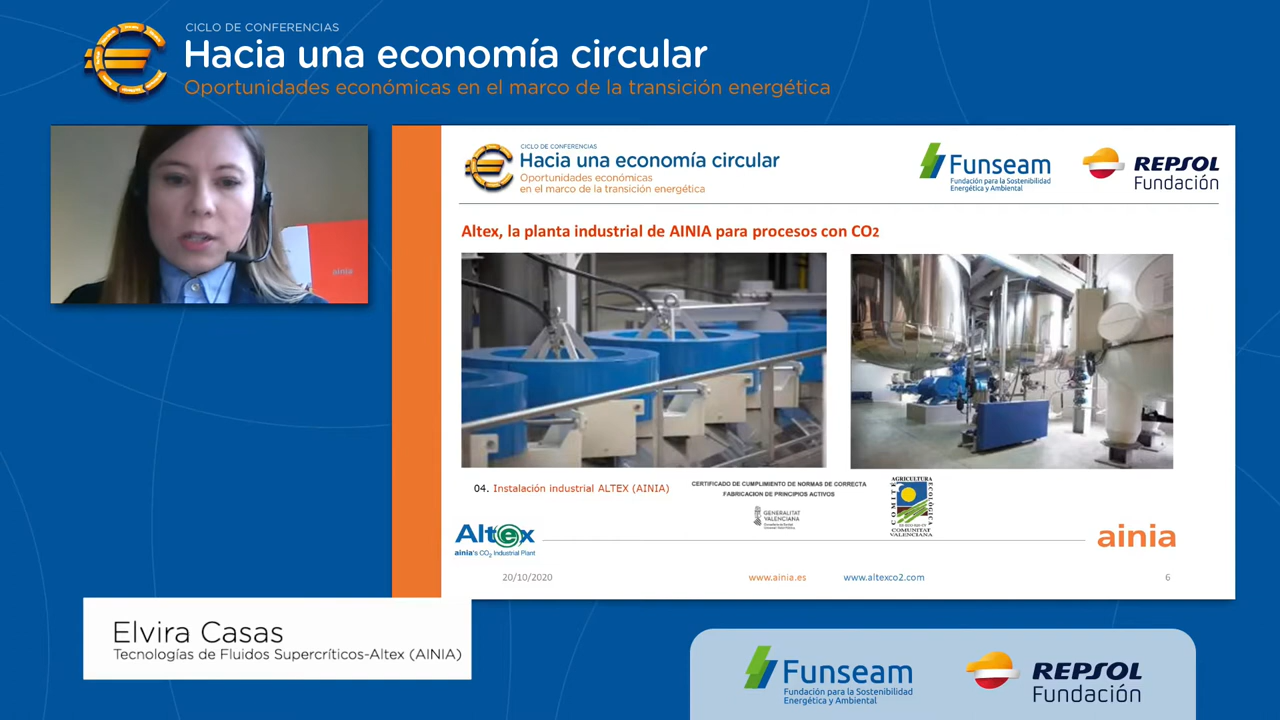 CICLO DE CONFERENCIAS
Hacia una economía circular
Oportunidades económicas en el marco de la transición energética
ainia
CICLO DE CONFERENCIAS
Hacia una economía circular
Oportunidades económicas
en el marco de la transición energética
Funseam
Fundación para la Sostenibilidad
Energética y Ambiental
REPSOL
Fundación
Altex, la planta industrial de AINIA para procesos con CO2
04. Instalación industrial ALTEX (AINIA)
CERTIFICADO DE CUMPLIMIENTO DE NORMAS DE CORRECTA
FABRICACION DE PRINCIPIOS ACTIVOS
GENERALITAT
VALENCIANA
AGRICULTURA
ECOLÓGICA
COMITÉ
COMUNITAT
VALENCIANA
Altex
ainia's CO2 Industrial Plant
ainia
20/10/2020
www.ainia.es
www.altexco2.com
6
Elvira Casas
Tecnologías de Fluidos Supercríticos-Altex (AINIA)
Funseam
Fundación para la Sostenibilidad
Energética y Ambiental
REPSOL
Fundación